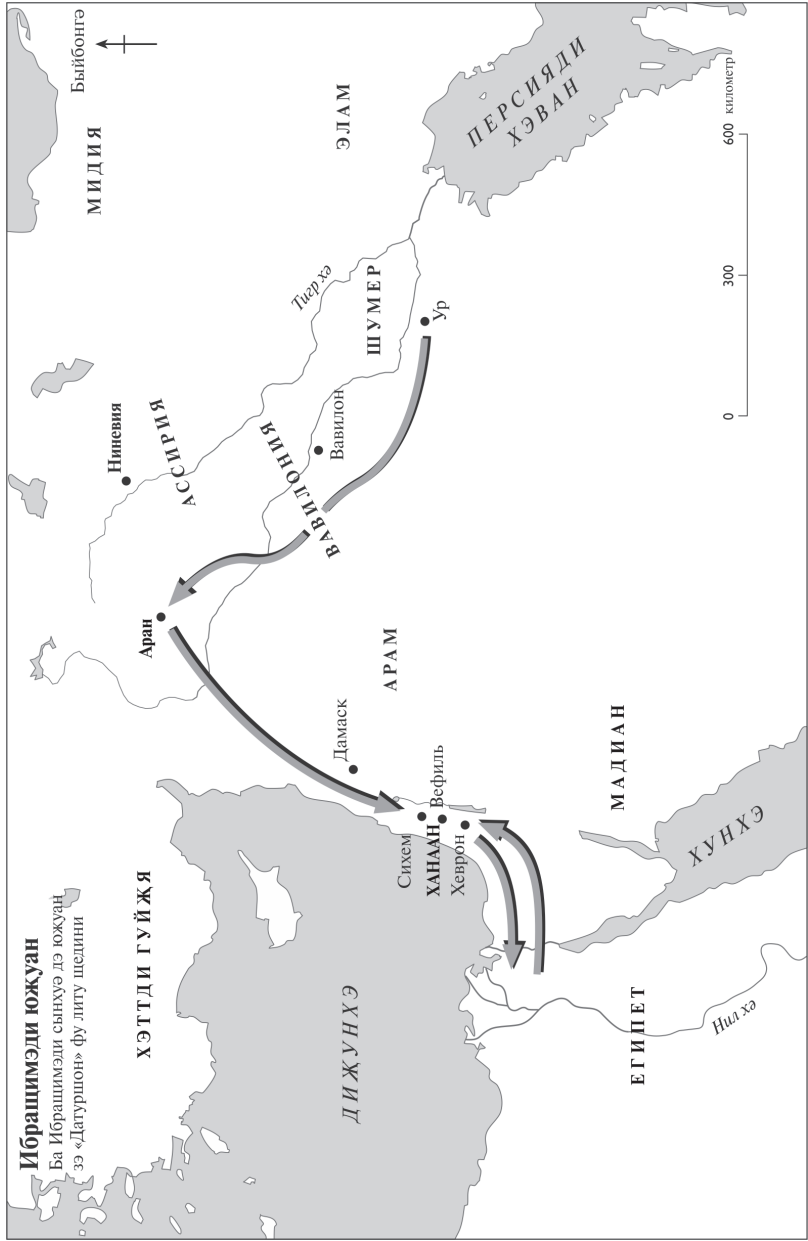 Ибращимэди южуан
Ба Ибращимэди сынхуэ дэ южуан
зэ «Датуршон» фу литу щедини
Быйбонгэ
МИДИЯ
ЭЛАМ
ПЕРСИЯДИ
ХЭВАН
Ниневия
АССИРИЯ
Тигр хэ
ШУМЕР
Ур
ВАВИЛОНИЯ
Вавилон
Аран
АРАМ
Дамаск
ХЭТТДИ ГУЙҖЯ
ДИҖУНХЭ
Сихем
ХАНААН
Вефиль
Хеврон
МАДИАН
ХУНХЭ
ЕГИПЕТ
Нил хэ
0 300 600 километр